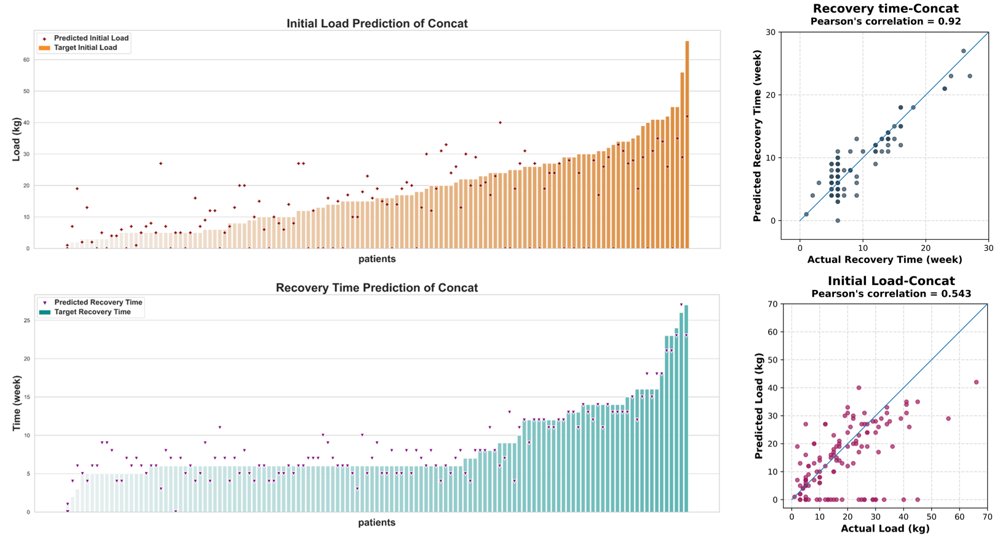 Initial Load Prediction of Concat
Predicted Initial Load
Target Initial Load
Load (kg)
60
50
40
30
20
10
0
patients
Recovery time-Concat
Pearson's correlation = 0.92
Predicted Recovery Time (week)
30
20
10
0
0 10 20 30
Actual Recovery Time (week)
Recovery Time Prediction of Concat
Predicted Recovery Time
Target Recovery Time
Time (week)
25
20
15
10
5
0
patients
Initial Load-Concat
Pearson's correlation = 0.543
Predicted Load (kg)
70
60
50
40
30
20
10
0
0 10 20 30 40 50 60 70
Actual Load (kg)